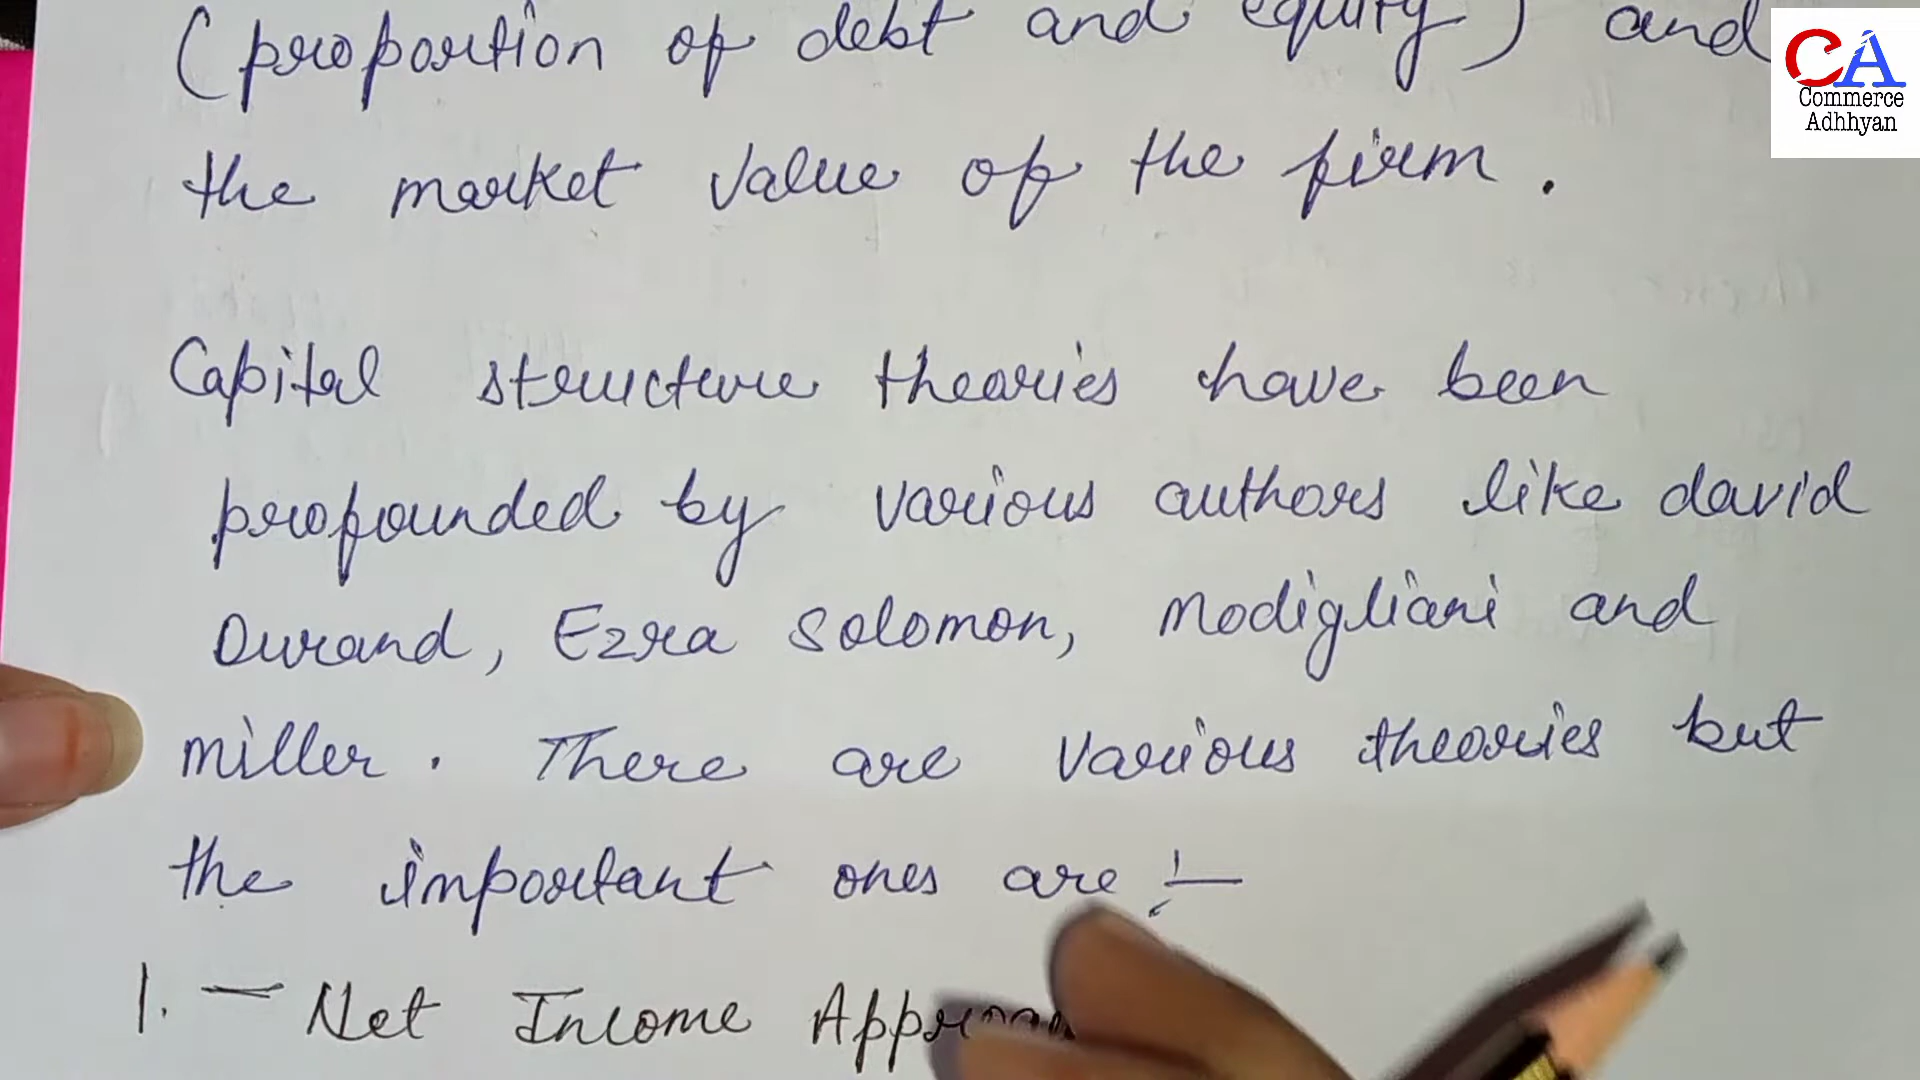 (proportion of debt and equity) and
the market value of the firm.
Capital structure theories have been
profounded by various authors like david
Durand, Ezra Solomon, Modigliani and
miller. There are various theories but
the important ones are :-
1. — Net Income
CA
Commerce
Adhhyan